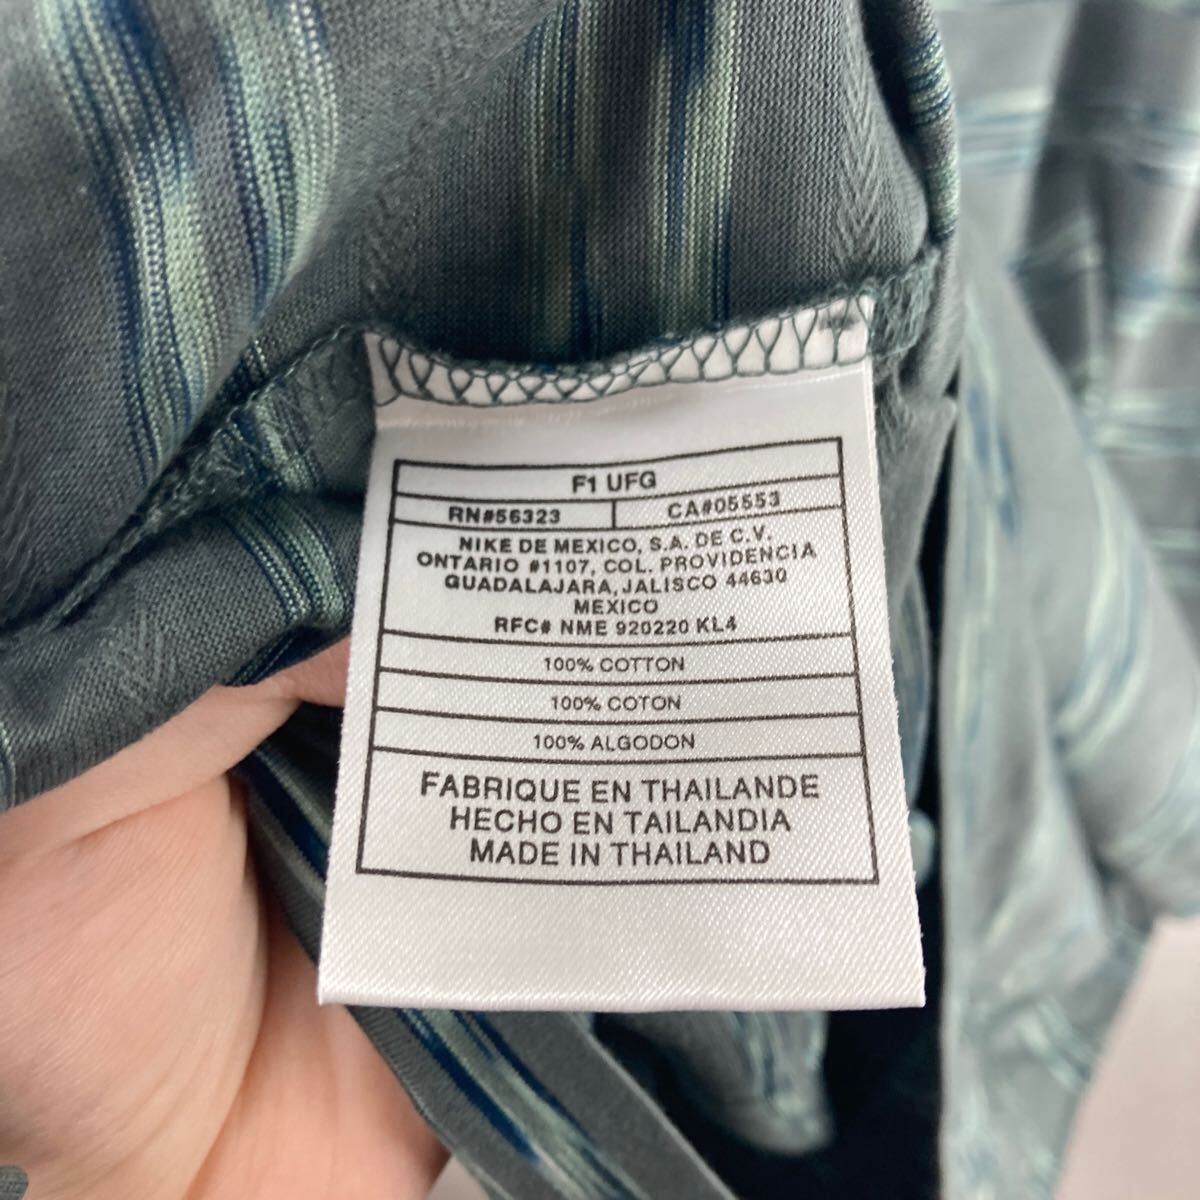 F1 UFG
RN#56323 CA#05553
NIKE DE MEXICO, S.A. DE C.V.
ONTARIO #1107, COL. PROVIDENCIA
GUADALAJARA, JALISCO 44630
MEXICO
RFC# NME 920220 KL4
100% COTTON
100% COTON
100% ALGODON
FABRIQUE EN THAILANDE
HECHO EN TAILANDIA
MADE IN THAILAND